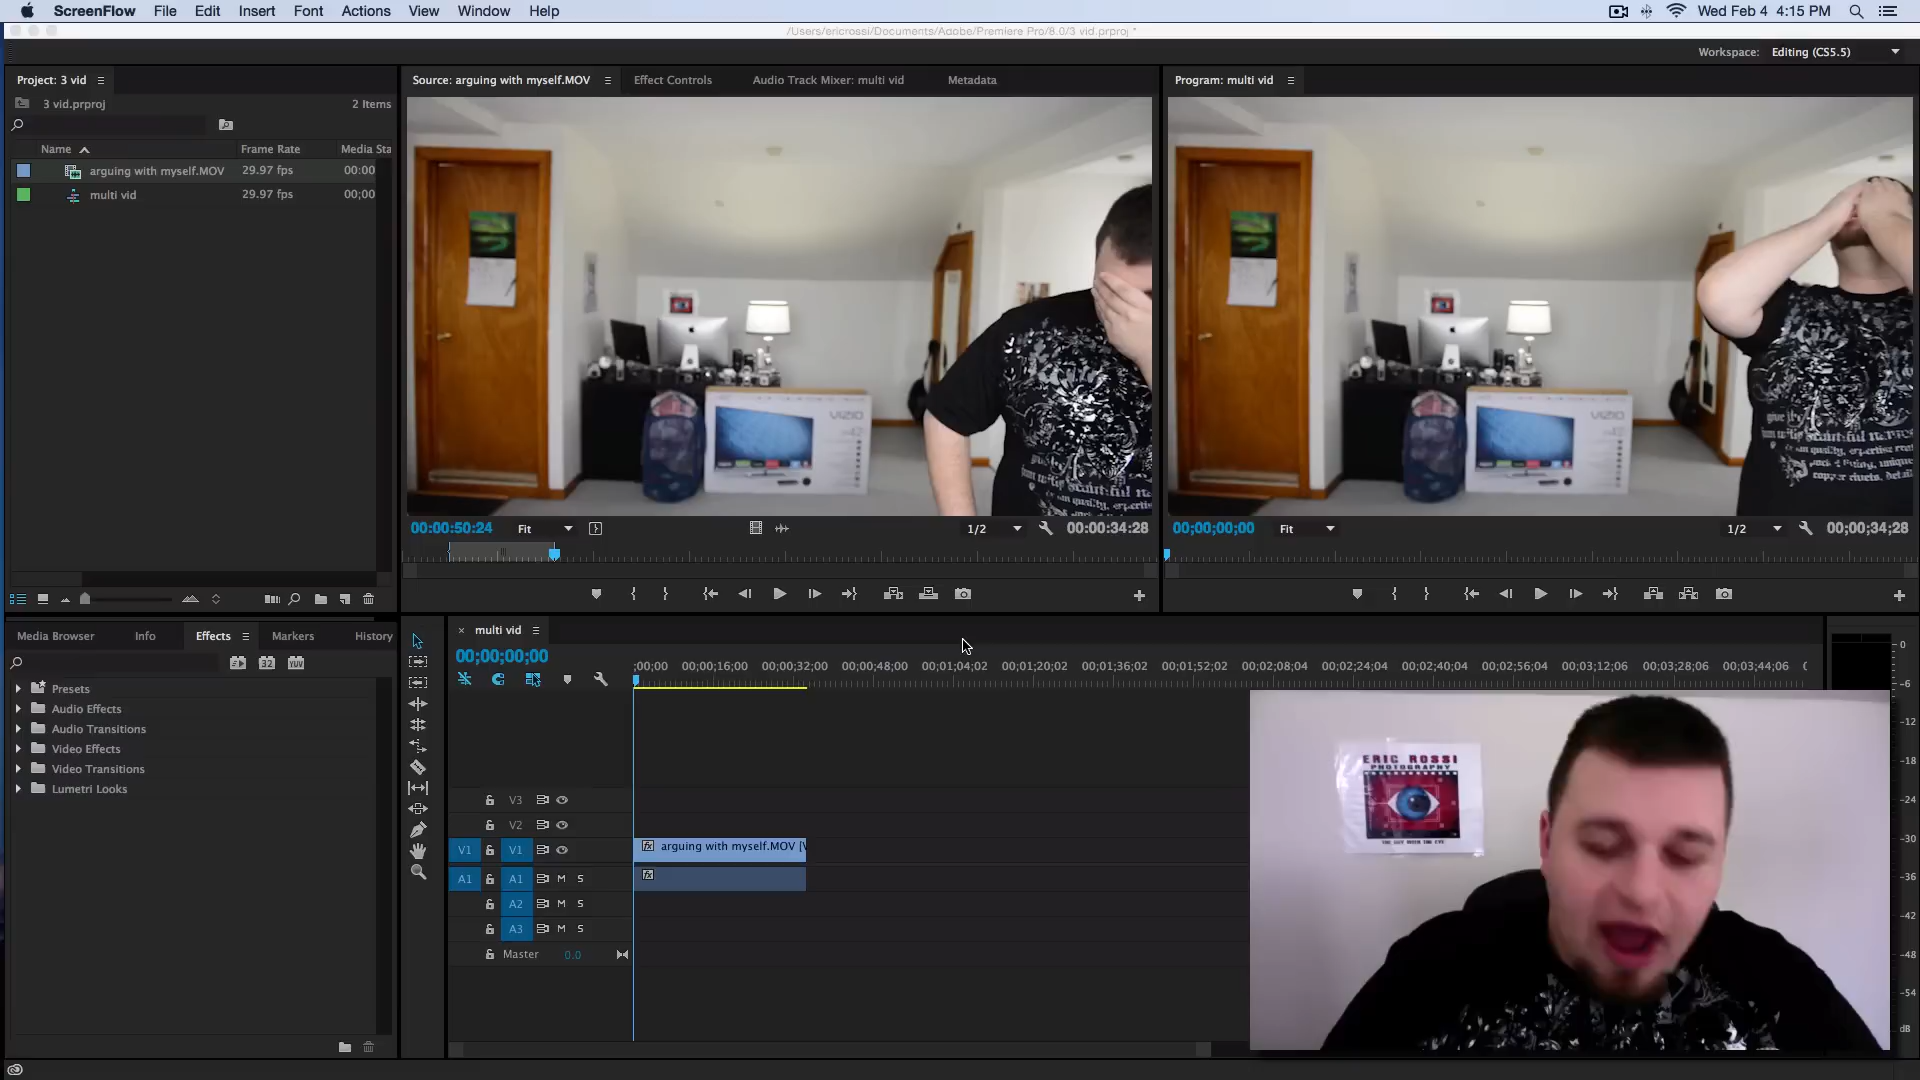 ScreenFlow File Edit Insert Font Actions View Window Help Wed Feb 4 4:15 PM
/Users/ericrossi/Documents/Adobe/Premiere Pro/8.0/3 vid.prproj *
Workspace: Editing (CS5.5)
Project: 3 vid
Source: arguing with myself.MOV Effect Controls Audio Track Mixer: multi vid Metadata
Program: multi vid
3 vid.prproj 2 Items
Name Frame Rate Media Sta
arguing with myself.MOV 29.97 fps 00:00
multi vid 29.97 fps 00;00
VIZIO
VIZIO
00:00:50:24 Fit 1/2 00:00:34:28
00;00;00;00 Fit 1/2 00;00;34;28
Media Browser Info Effects Markers History
32 YUV
Presets
Audio Effects
Audio Transitions
Video Effects
Video Transitions
Lumetri Looks
multi vid
00;00;00;00
;00;00 00;00;16;00 00;00;32;00 00;00;48;00 00;01;04;02 00;01;20;02 00;01;36;02 00;01;52;02 00;02;08;04 00;02;24;04 00;02;40;04 00;02;56;04 00;03;12;06 00;03;28;06 00;03;44;06
V3
V2
V1 V1 fx arguing with myself.MOV [V
A1 A1 M S fx
A2 M S
A3 M S
Master 0.0
0
-6
-12
-18
-24
-30
-36
-42
-48
-54
dB
ERIC ROSSI
PHOTOGRAPHY
THE GUY WITH THE EYE